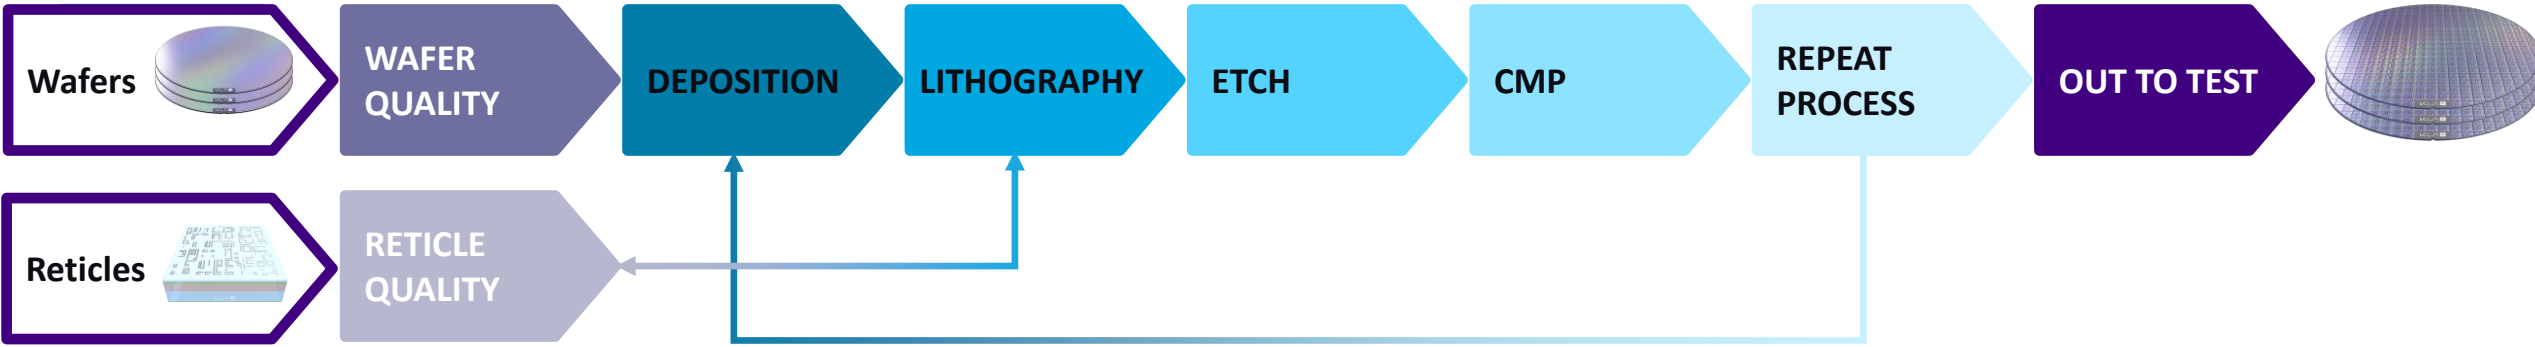 Wafers
WAFER
QUALITY
DEPOSITION
LITHOGRAPHY
ETCH
CMP
REPEAT
PROCESS
OUT TO TEST
Reticles
RETICLE
QUALITY